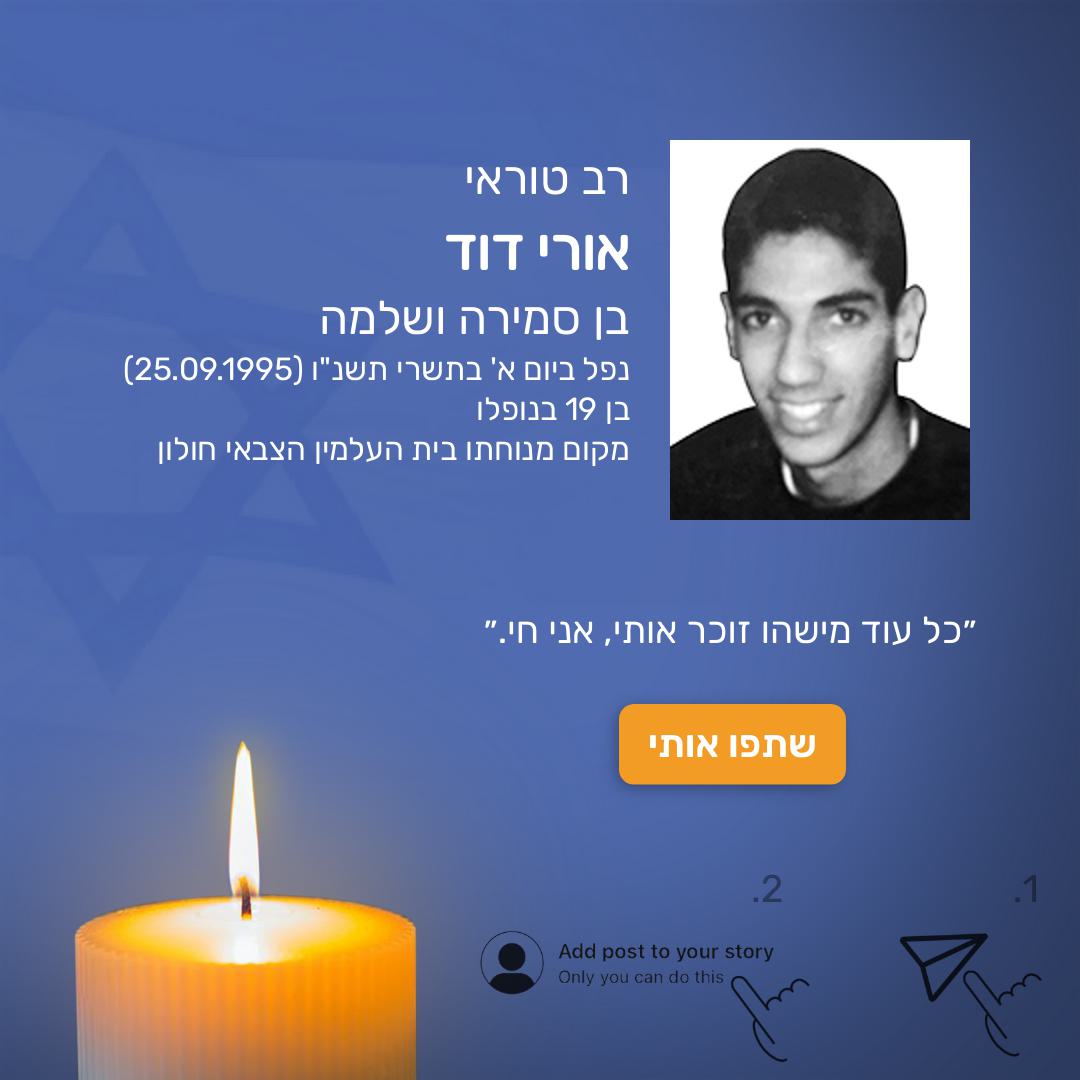 רב טוראי
אורי דוד
בן סמירה ושלמה
נפל ביום א' בתשרי תשנ"ו (25.09.1995)
בן 19 בנופלו
מקום מנוחתו בית העלמין הצבאי חולון
״כל עוד מישהו זוכר אותי, אני חי.״
שתפו אותי
1.
2.
Add post to your story
Only you can do this